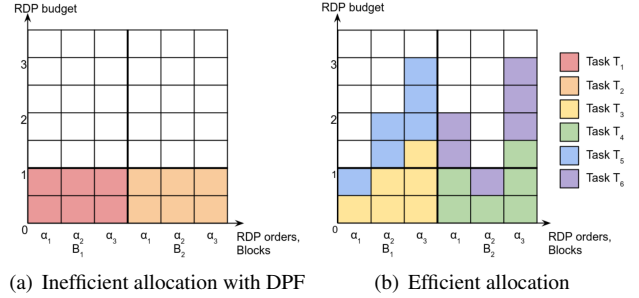 RDP budget
3
2
1
0
α1 α2 α3 α1 α2 α3
B1 B2
RDP orders,
Blocks
(a) Inefficient allocation with DPF
RDP budget
3
2
1
0
α1 α2 α3 α1 α2 α3
B1 B2
RDP orders,
Blocks
Task T1
Task T2
Task T3
Task T4
Task T5
Task T6
(b) Efficient allocation